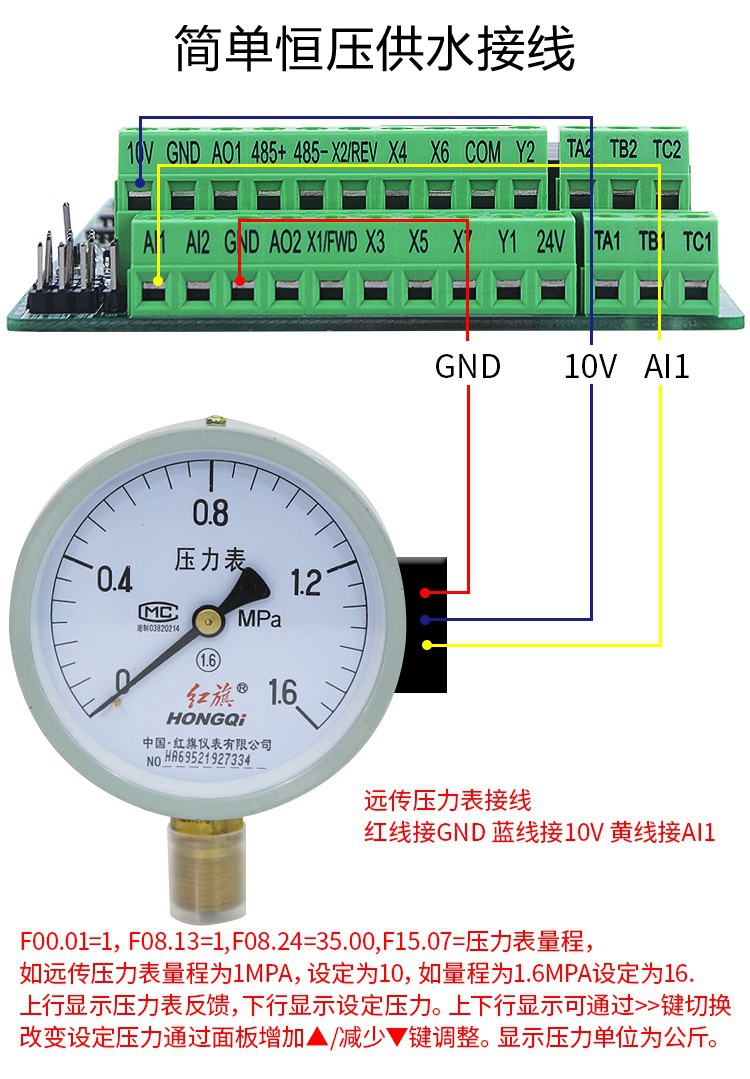 简单恒压供水接线
10V GND AO1 485+ 485- X2/REV X4 X6 COM Y2 TA2 TB2 TC2
AI1 AI2 GND AO2 X1/FWD X3 X5 X7 Y1 24V TA1 TB1 TC1
GND 10V AI1
0.8
压力表
0.4 1.2
MC MPa
03820214
1.6
0 红旗® 1.6
HONGQi
中国·红旗仪表有限公司
NO HA69521927334
远传压力表接线
红线接GND 蓝线接10V 黄线接AI1
F00.01=1, F08.13=1,F08.24=35.00,F15.07=压力表量程，
如远传压力表量程为1MPA，设定为10，如量程为1.6MPA设定为16.
上行显示压力表反馈，下行显示设定压力。上下行显示可通过>>键切换
改变设定压力通过面板增加▲/减少▼键调整。显示压力单位为公斤。